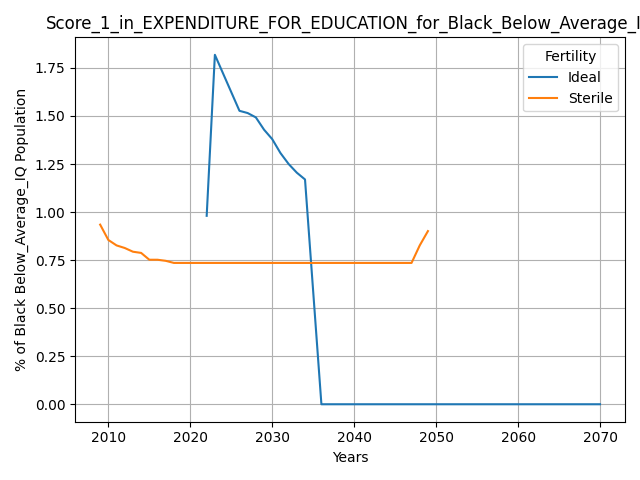 Score_1_in_EXPENDITURE_FOR_EDUCATION_for_Black_Below_Average_I
Fertility
Ideal
Sterile
% of Black Below_Average_IQ Population
1.75
1.50
1.25
1.00
0.75
0.50
0.25
0.00
2010 2020 2030 2040 2050 2060 2070
Years